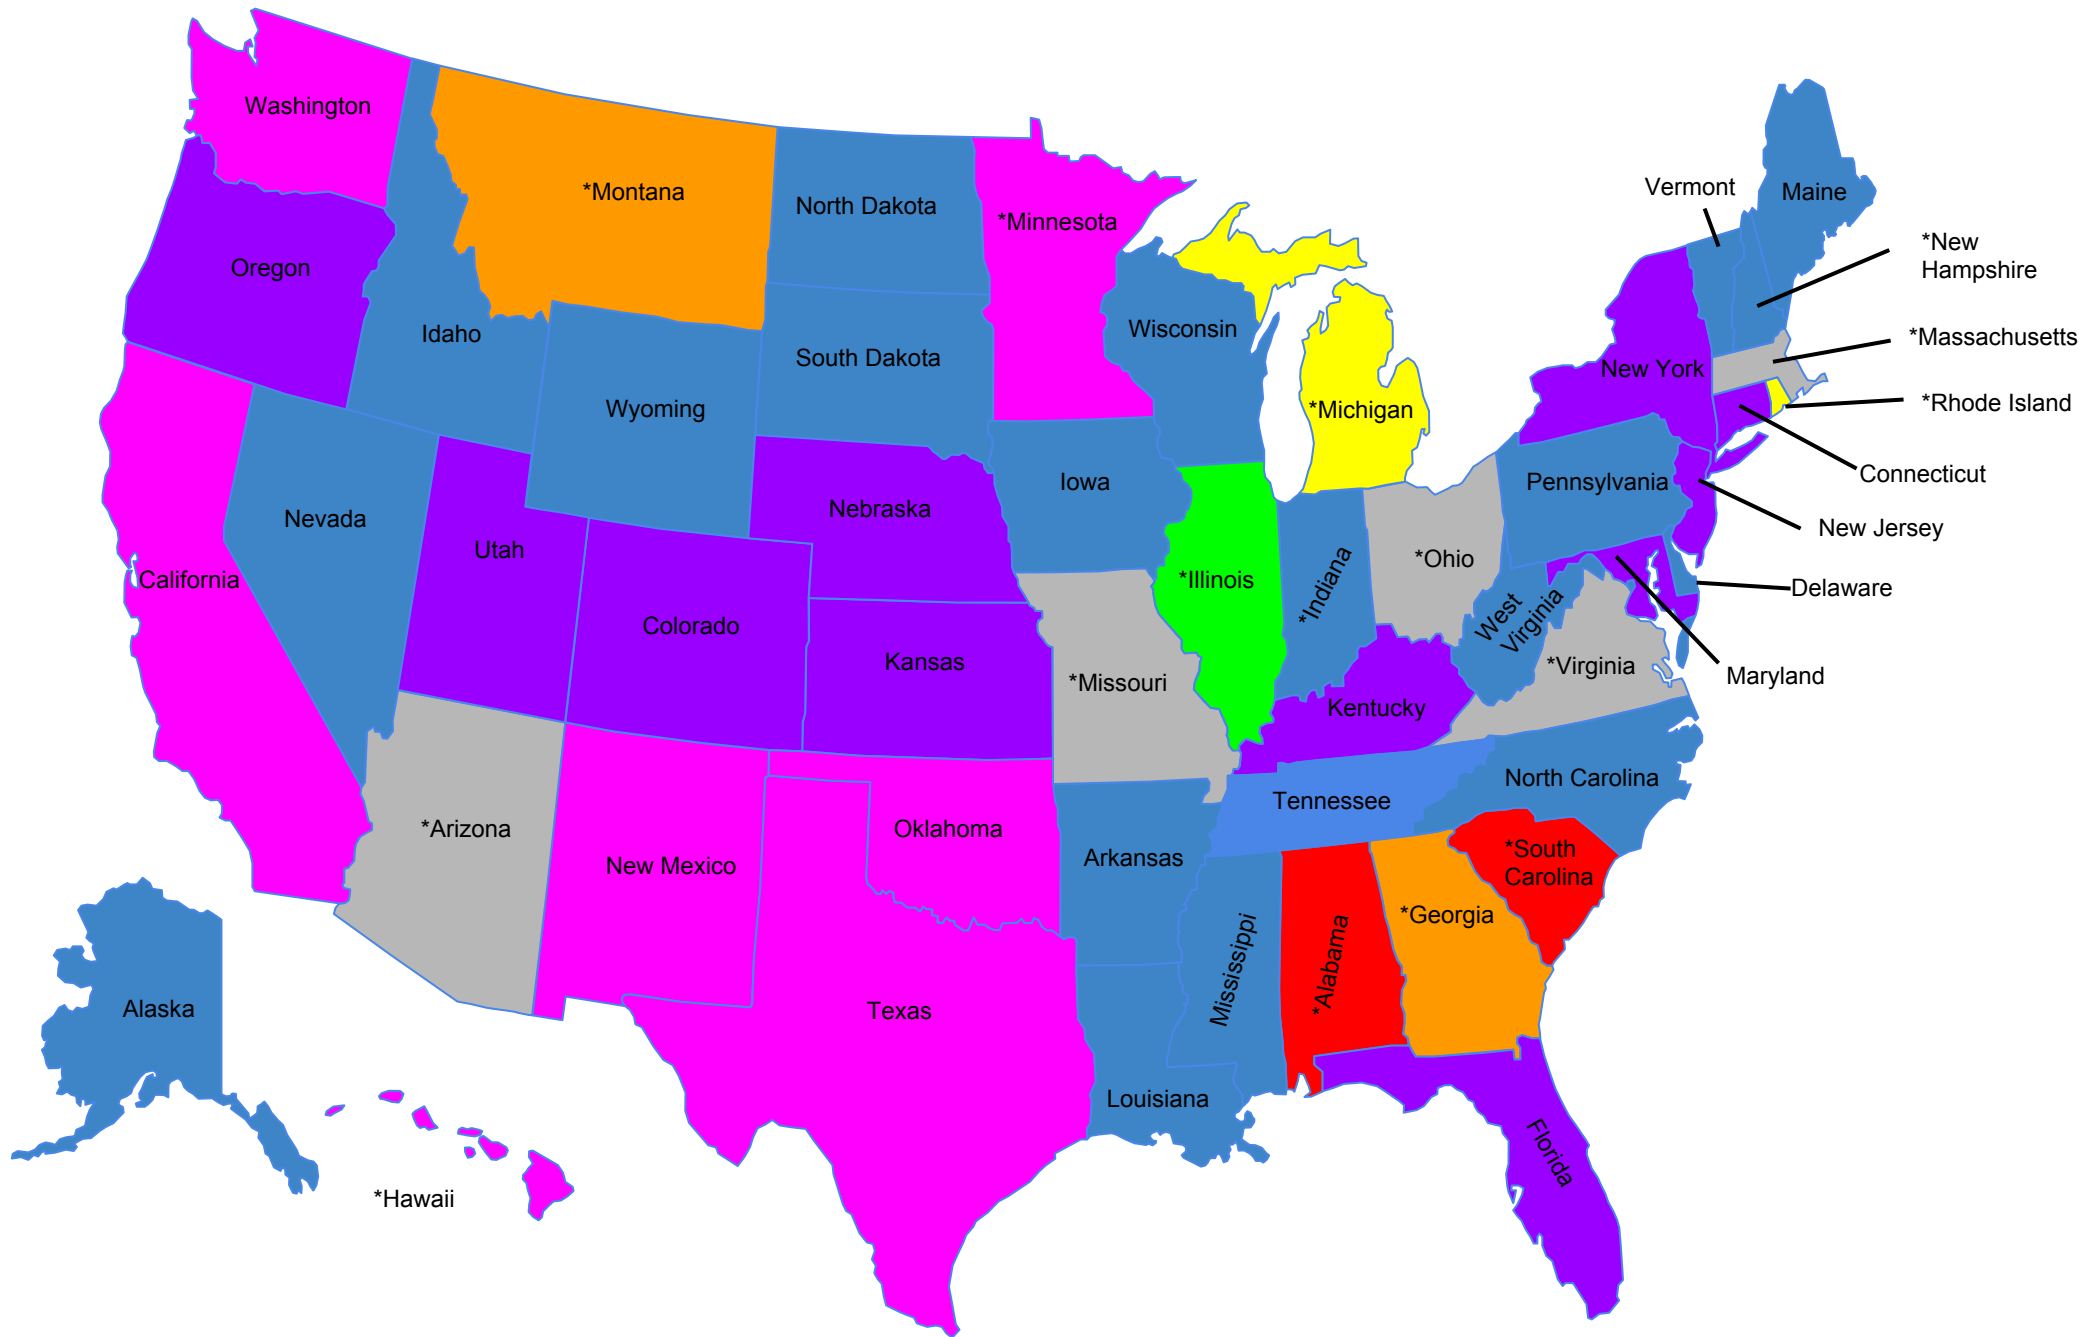 Washington
*Montana
North Dakota
*Minnesota
Vermont
Maine
*New
Hampshire
Oregon
Idaho
Wisconsin
*Massachusetts
South Dakota
New York
Wyoming
*Michigan
*Rhode Island
Connecticut
Iowa
Pennsylvania
Nebraska
Nevada
New Jersey
Utah
*Ohio
California
*Illinois
*Indiana
Delaware
West
Virginia
Colorado
Kansas
*Missouri
*Virginia
Maryland
Kentucky
North Carolina
Tennessee
*Arizona
Oklahoma
New Mexico
Arkansas
*South
Carolina
*Georgia
Mississippi
*Alabama
Alaska
Texas
Louisiana
Florida
*Hawaii